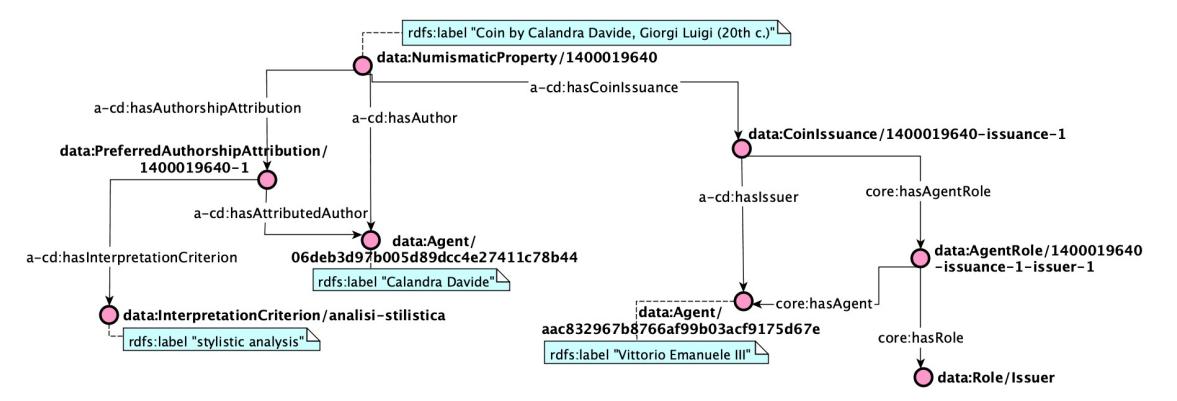 rdfs:label "Coin by Calandra Davide, Giorgi Luigi (20th c.)"
data:NumismaticProperty/1400019640
a-cd:hasCoinIssuance
a-cd:hasAuthorshipAttribution
a-cd:hasAuthor
data:CoinIssuance/1400019640-issuance-1
data:PreferredAuthorshipAttribution/
1400019640-1
a-cd:hasIssuer
core:hasAgentRole
a-cd:hasAttributedAuthor
data:Agent/
06deb3d97b005d89dcc4e27411c78b44
a-cd:hasInterpretationCriterion
data:AgentRole/1400019640
-issuance-1-issuer-1
rdfs:label "Calandra Davide"
core:hasAgent
data:InterpretationCriterion/analisi-stilistica
data:Agent/
aac832967b8766af99b03acf9175d67e
rdfs:label "stylistic analysis"
core:hasRole
rdfs:label "Vittorio Emanuele III"
data:Role/Issuer